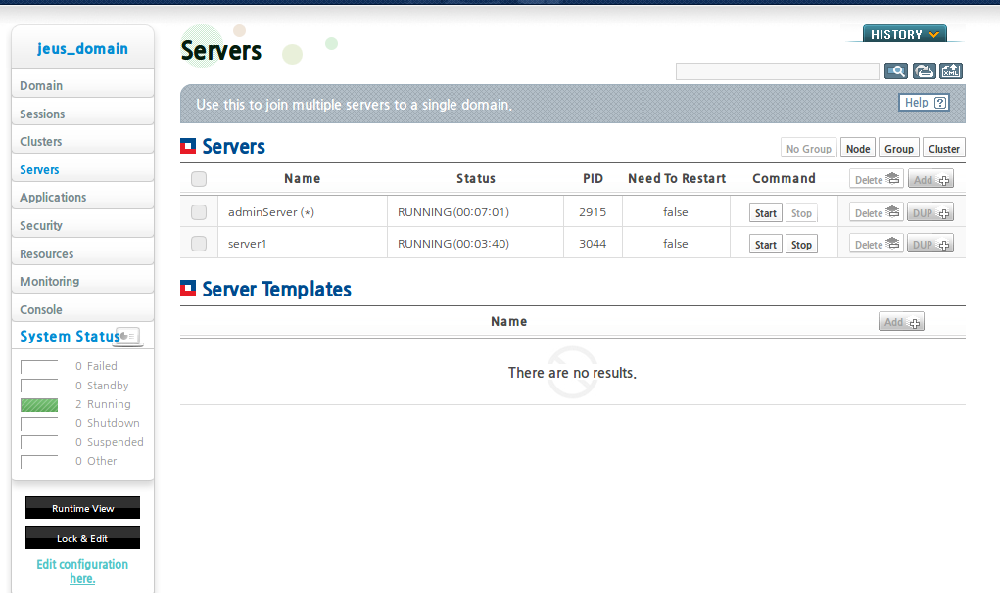 HISTORY
jeus_domain
Servers
XML
Use this to join multiple servers to a single domain.
Help ?
Domain
Sessions
Clusters
Servers
Applications
Security
Resources
Monitoring
Console
System Status
0 Failed
0 Standby
2 Running
0 Shutdown
0 Suspended
0 Other
Runtime View
Lock & Edit
Edit configuration
here.
Servers
No Group Node Group Cluster
Name Status PID Need To Restart Command Delete Add
adminServer (*) RUNNING(00:07:01) 2915 false Start Stop Delete DUP
server1 RUNNING(00:03:40) 3044 false Start Stop Delete DUP
Server Templates
Name Add
There are no results.